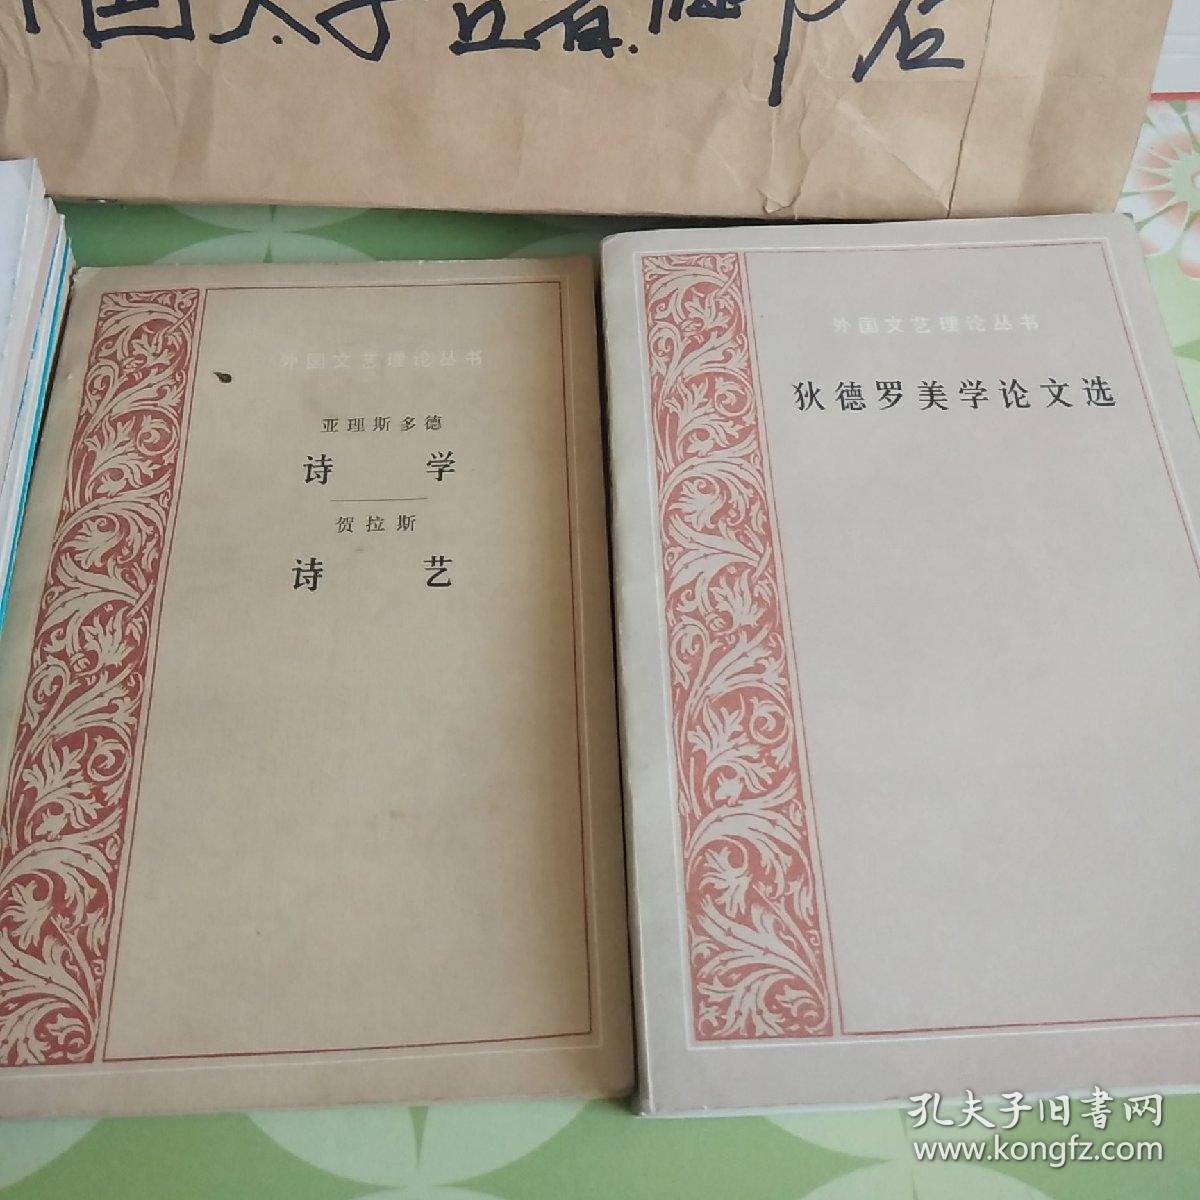 国
外国文艺理论丛书
亚理斯多德
诗 学
贺拉斯
诗 艺
外国文艺理论丛书
狄德罗美学论文选
孔夫子旧書网
www.kongfz.com